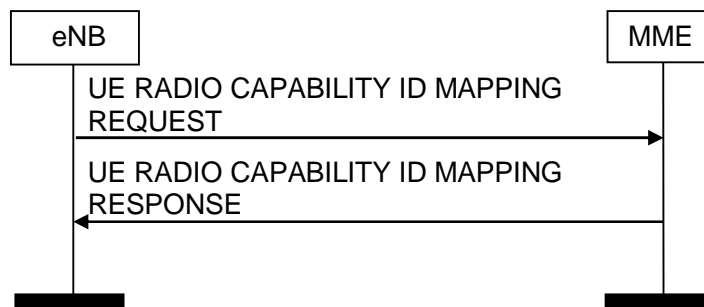 eNB
MME
UE RADIO CAPABILITY ID MAPPING
REQUEST
UE RADIO CAPABILITY ID MAPPING
RESPONSE